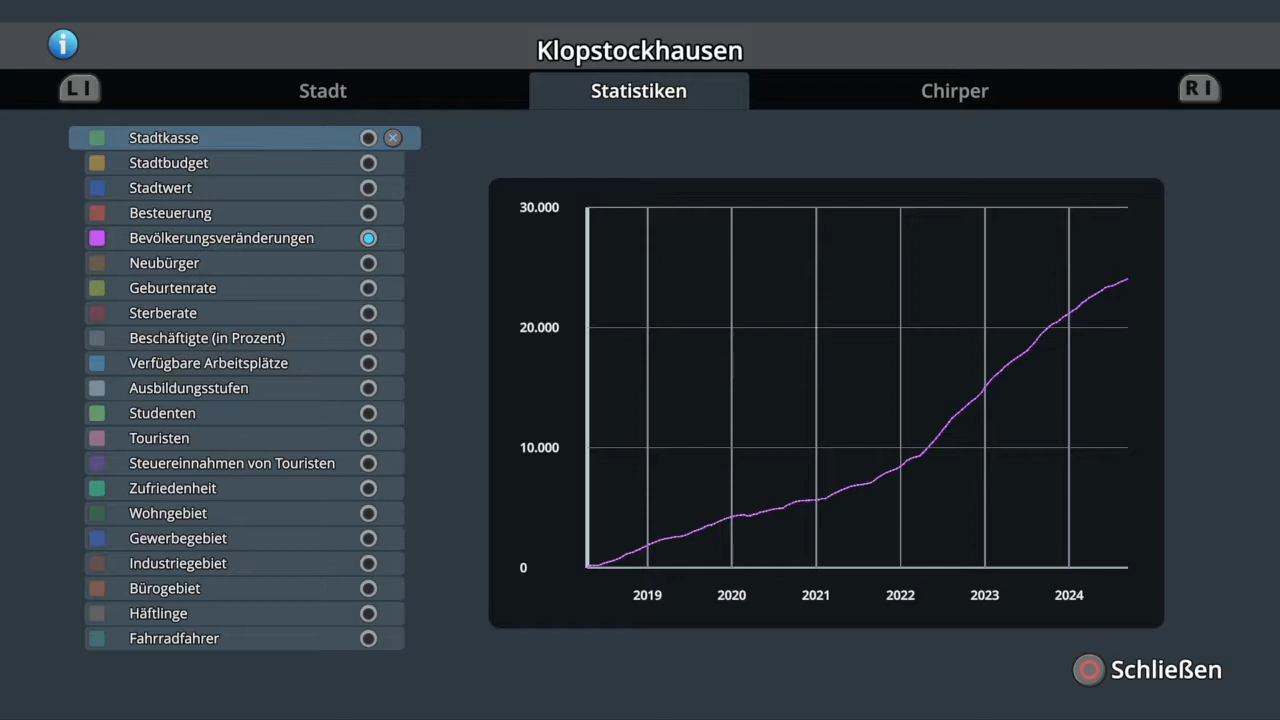 Klopstockhausen
L1 Stadt Statistiken Chirper R1
Stadtkasse
Stadtbudget
Stadtwert
Besteuerung
Bevölkerungsveränderungen
Neubürger
Geburtenrate
Sterberate
Beschäftigte (in Prozent)
Verfügbare Arbeitsplätze
Ausbildungsstufen
Studenten
Touristen
Steuereinnahmen von Touristen
Zufriedenheit
Wohngebiet
Gewerbegebiet
Industriegebiet
Bürogebiet
Häftlinge
Fahrradfahrer
30.000
20.000
10.000
0
2019 2020 2021 2022 2023 2024
Schließen